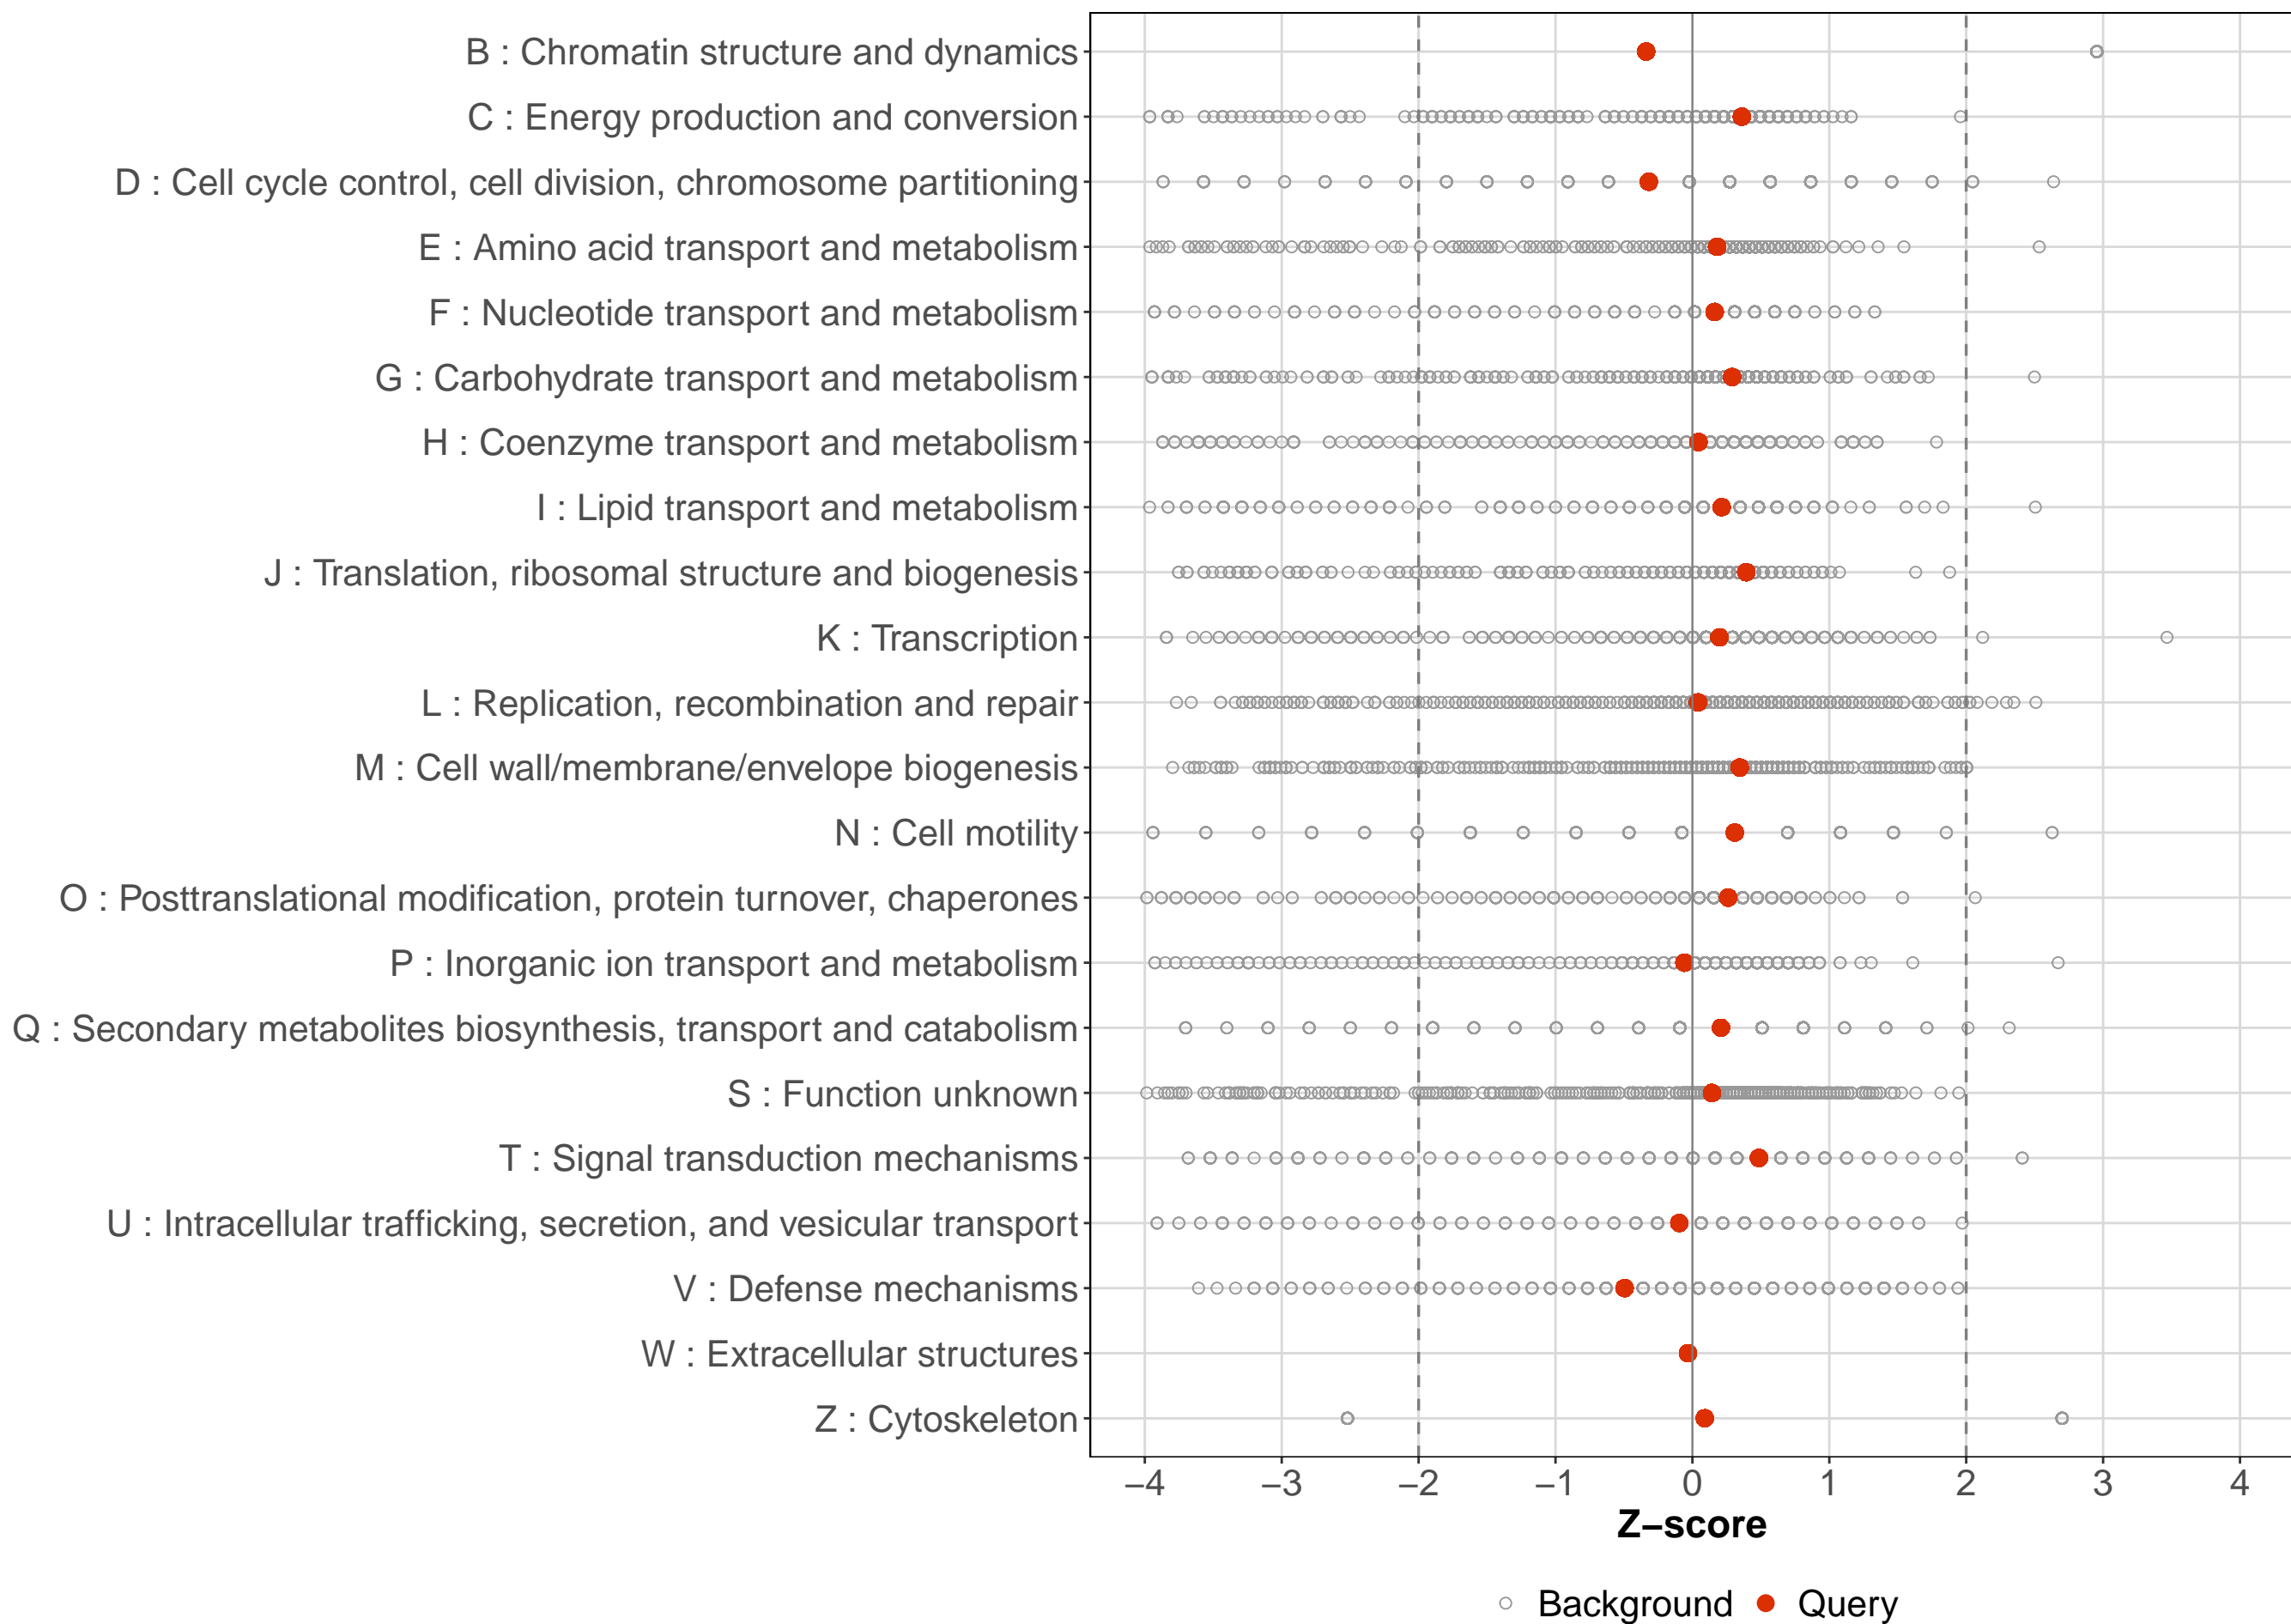 B : Chromatin structure and dynamics
C : Energy production and conversion
D : Cell cycle control, cell division, chromosome partitioning
E : Amino acid transport and metabolism
F : Nucleotide transport and metabolism
G : Carbohydrate transport and metabolism
H : Coenzyme transport and metabolism
I : Lipid transport and metabolism
J : Translation, ribosomal structure and biogenesis
K : Transcription
L : Replication, recombination and repair
M : Cell wall/membrane/envelope biogenesis
N : Cell motility
O : Posttranslational modification, protein turnover, chaperones
P : Inorganic ion transport and metabolism
Q : Secondary metabolites biosynthesis, transport and catabolism
S : Function unknown
T : Signal transduction mechanisms
U : Intracellular trafficking, secretion, and vesicular transport
V : Defense mechanisms
W : Extracellular structures
Z : Cytoskeleton
−4 −3 −2 −1 0 1 2 3 4
Z−score
Background Query